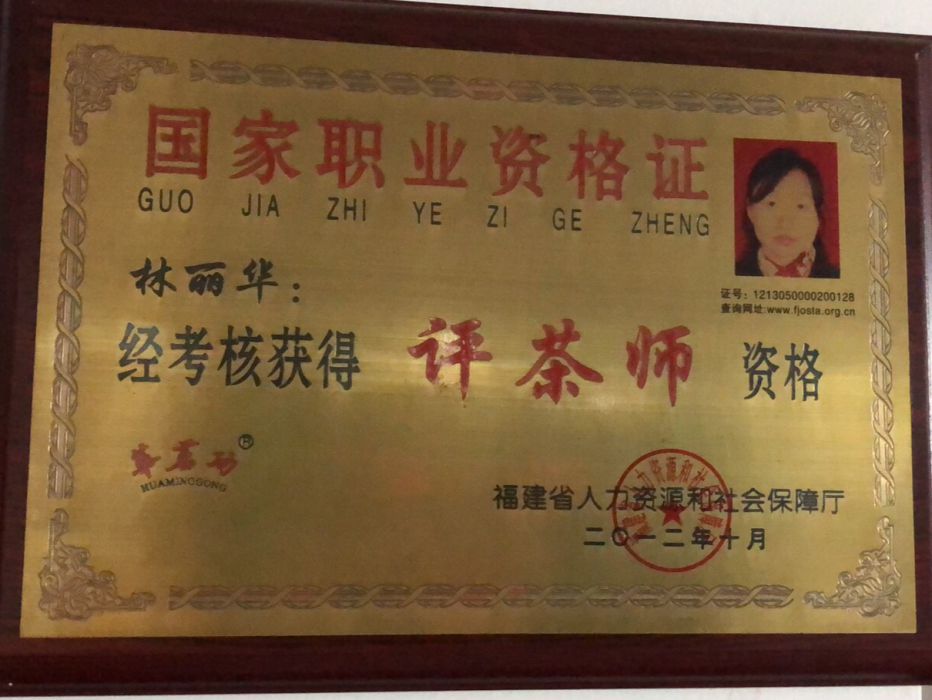 国家职业资格证
GUO JIA ZHI YE ZI GE ZHENG
林丽华：
证号：1213050000200128
查询网址:www.fjosta.org.cn
经考核获得 评茶师 资格
®
HUAMINGSONG
福建省人力资源和社会保障厅
二〇一二年十月